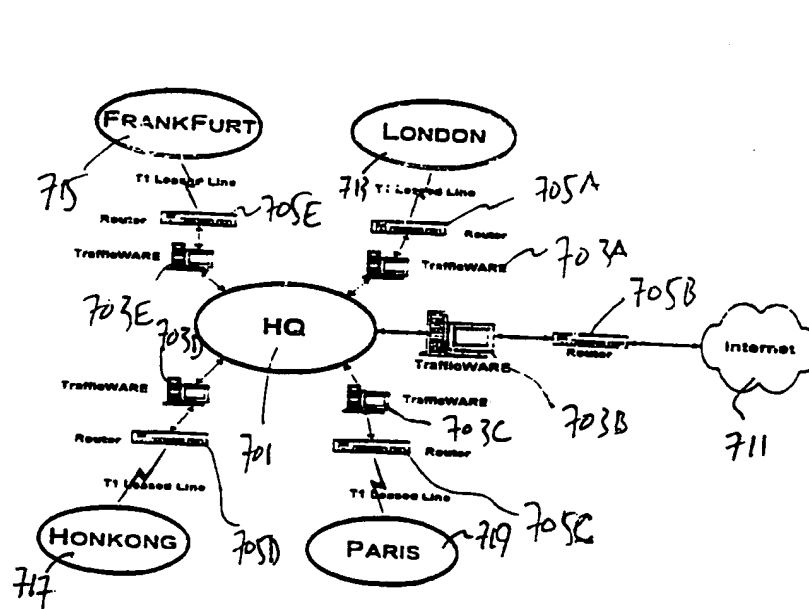 FRANKFURT
LONDON
715
T1 Leased Line
713
T1 Leased Line
705A
Router
705E
Router
TrafficWARE
TrafficWARE
703A
703E
HQ
705B
703D
Router
Internet
TrafficWARE
TrafficWARE
TrafficWARE
703B
711
Router
701
703C
Router
T1 Leased Line
T1 Leased Line
HONKONG
705D
PARIS
719
705C
717